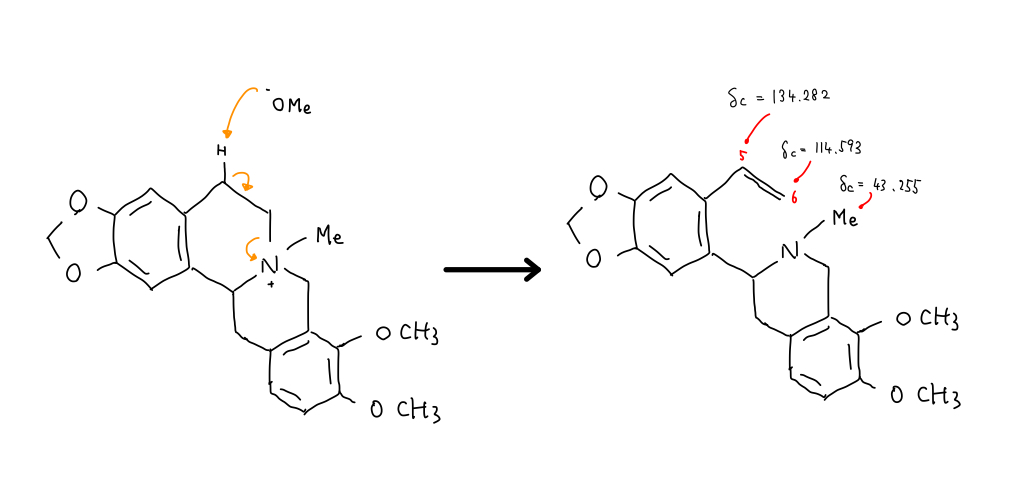 δc = 134.282
-OMe
5
δc = 114.593
H
6
δc = 43.255
O
O
Me
Me
O
N
+
O
N
OCH3
OCH3
OCH3
OCH3